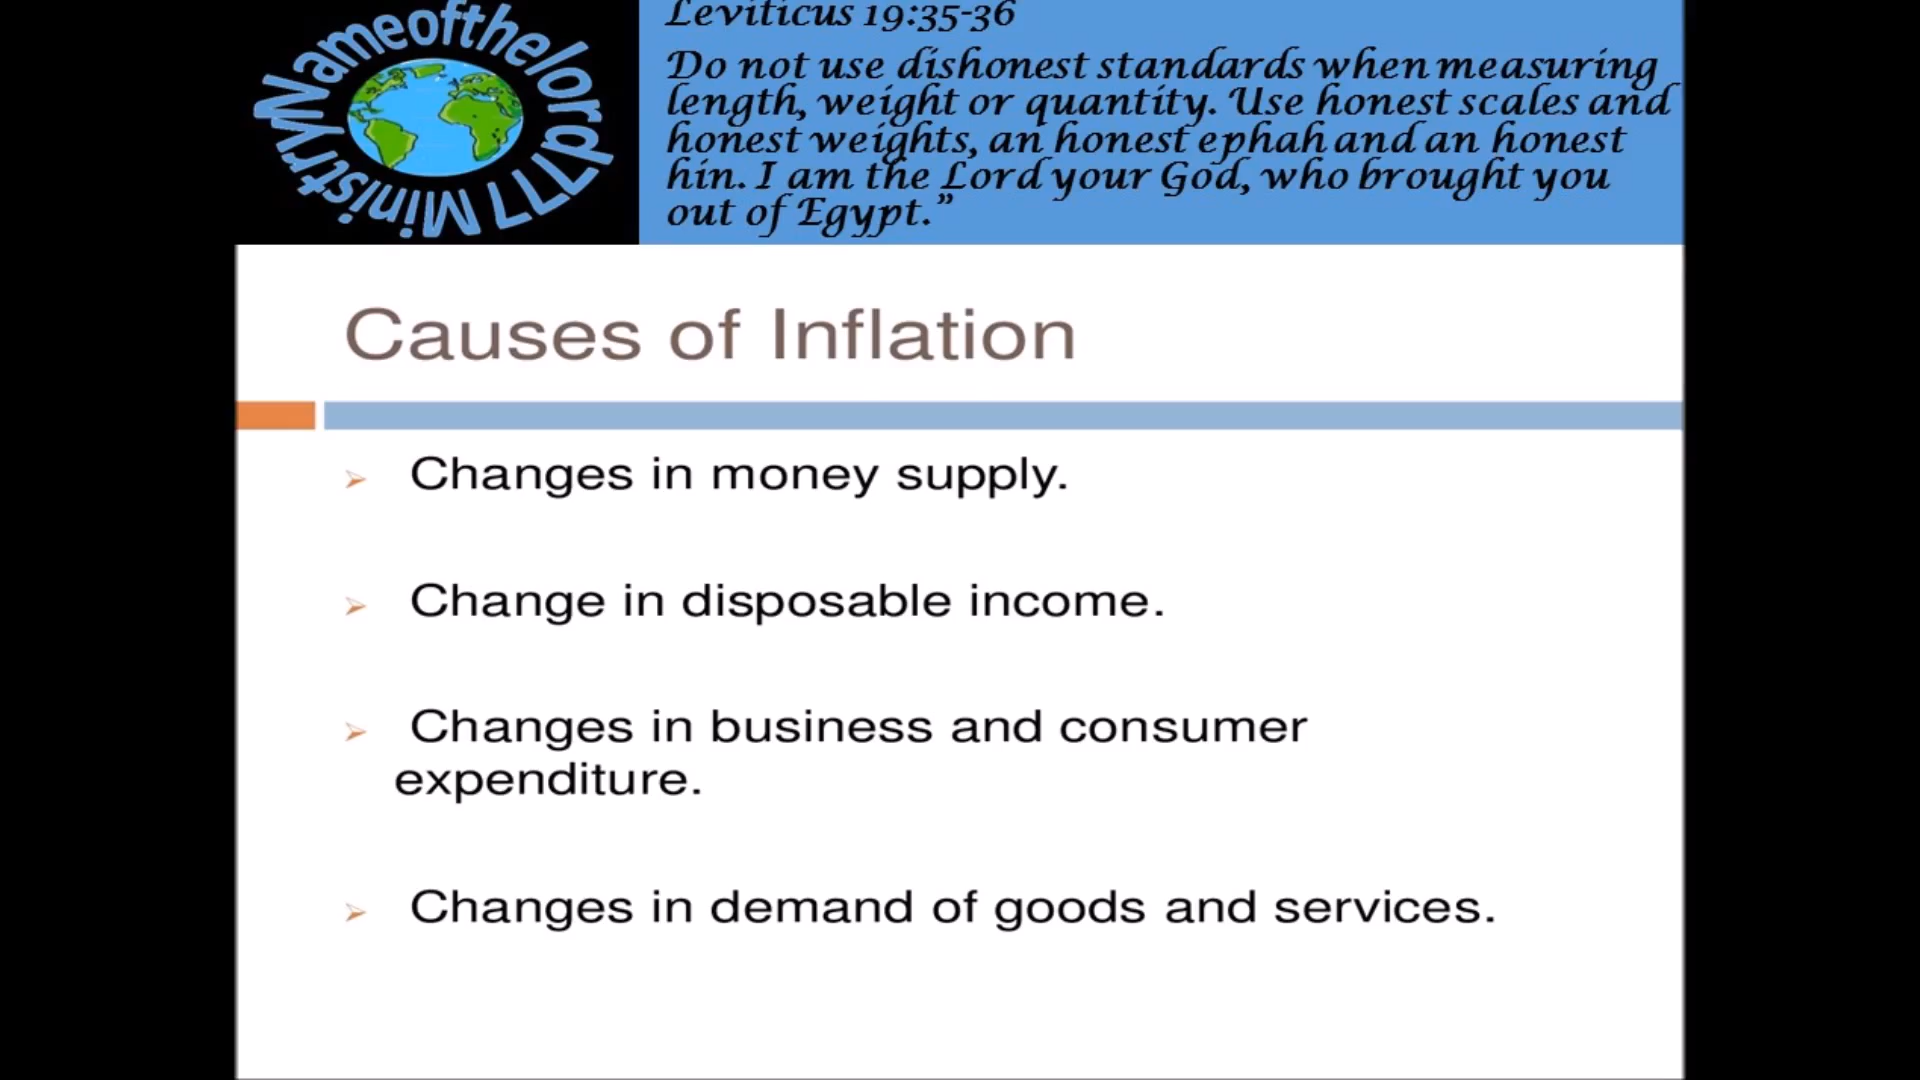 Nameofthelord777 Ministry
Leviticus 19:35-36
Do not use dishonest standards when measuring
length, weight or quantity. Use honest scales and
honest weights, an honest ephah and an honest
hin. I am the Lord your God, who brought you
out of Egypt.”
Causes of Inflation
➢ Changes in money supply.
➢ Change in disposable income.
➢ Changes in business and consumer
expenditure.
➢ Changes in demand of goods and services.